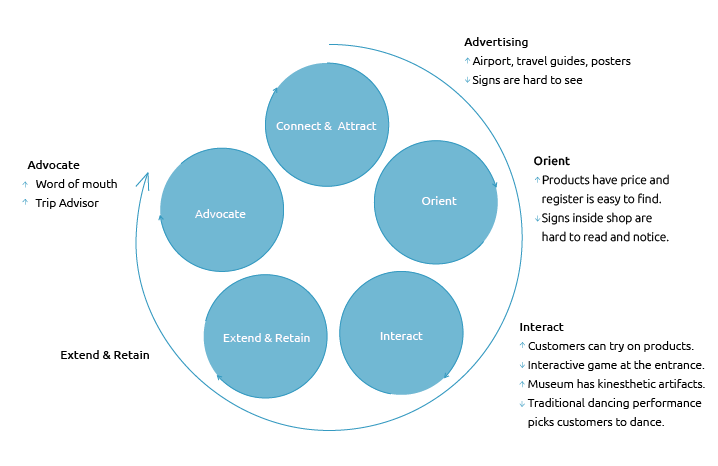 Advertising
↑ Airport, travel guides, posters
↓ Signs are hard to see
Connect & Attract
Orient
↑ Products have price and
register is easy to find.
↓ Signs inside shop are
hard to read and notice.
Advocate
↑ Word of mouth
↑ Trip Advisor
Orient
Advocate
Interact
↑ Customers can try on products.
↓ Interactive game at the entrance.
↑ Museum has kinesthetic artifacts.
↓ Traditional dancing performance
picks customers to dance.
Extend & Retain
Interact
Extend & Retain